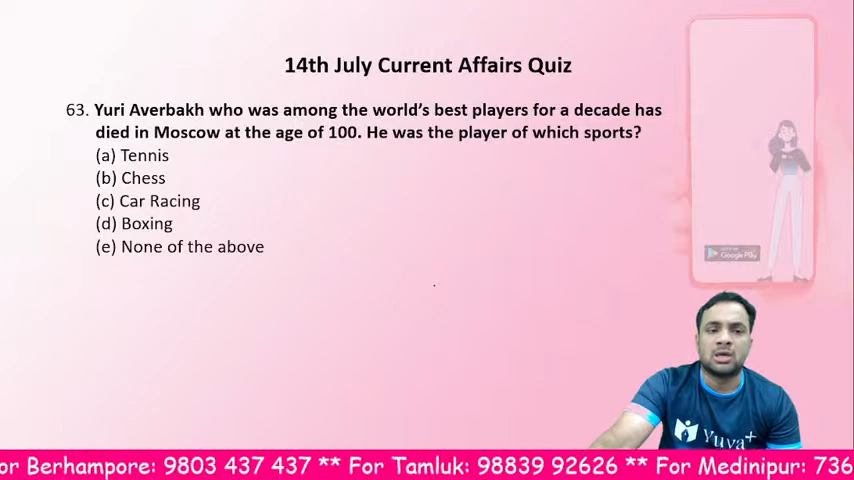 14th July Current Affairs Quiz
63. Yuri Averbakh who was among the world's best players for a decade has
died in Moscow at the age of 100. He was the player of which sports?
(a) Tennis
(b) Chess
(c) Car Racing
(d) Boxing
(e) None of the above
Google Play
Yuva+
or Berhampore: 9803 437 437 ** For Tamluk: 98839 92626 ** For Medinipur: 736